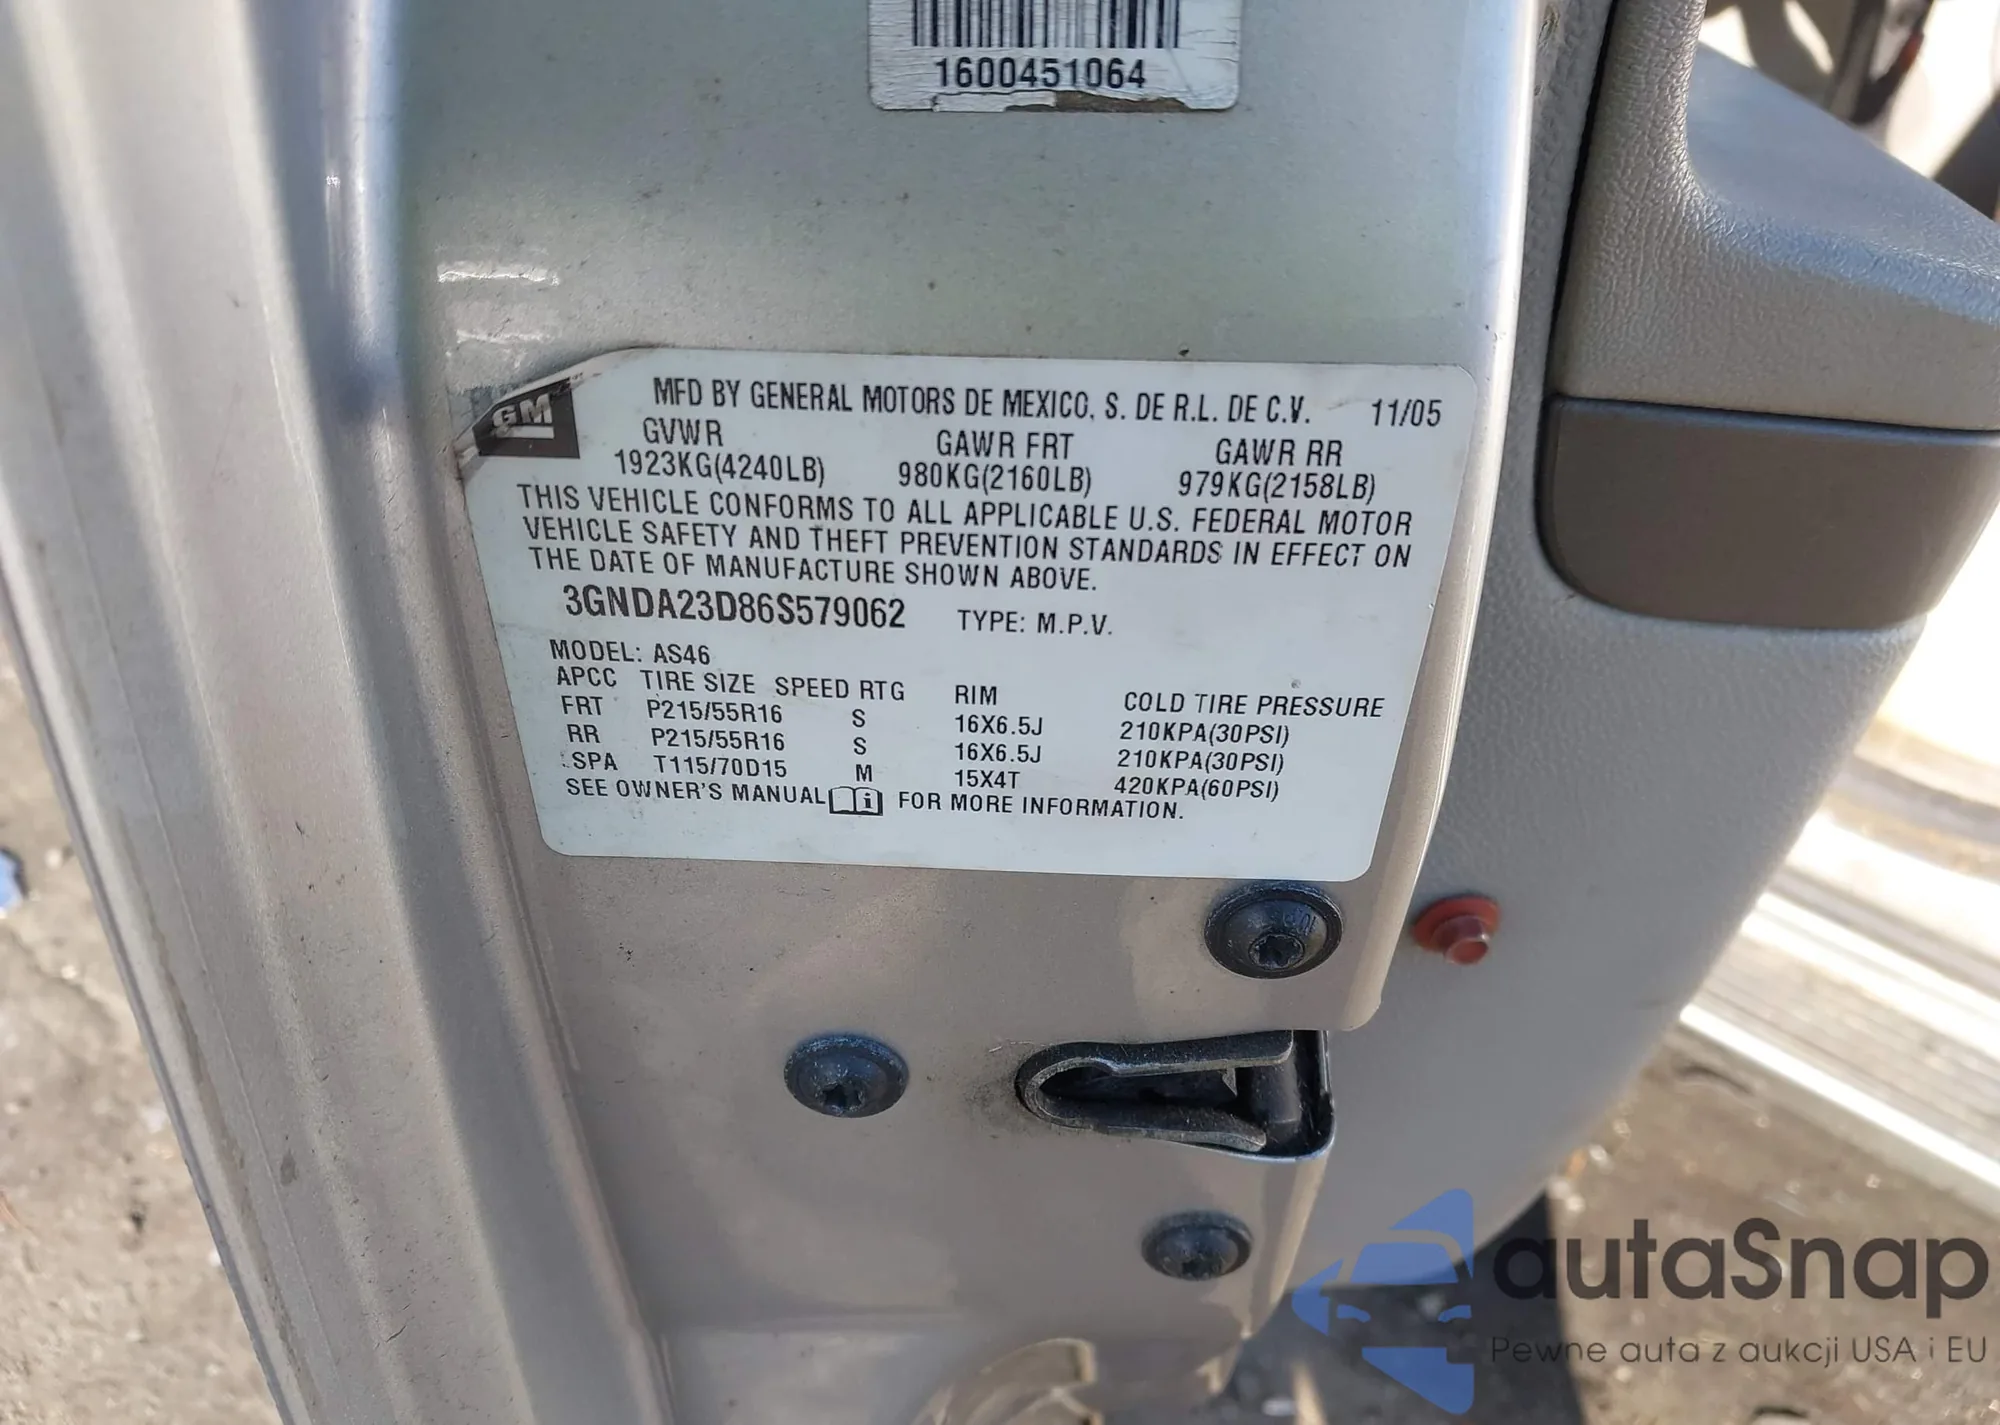 1600451064
GM
MFD BY GENERAL MOTORS DE MEXICO, S. DE R.L. DE C.V. 11/05
GVWR GAWR FRT GAWR RR
1923KG(4240LB) 980KG(2160LB) 979KG(2158LB)
THIS VEHICLE CONFORMS TO ALL APPLICABLE U.S. FEDERAL MOTOR
VEHICLE SAFETY AND THEFT PREVENTION STANDARDS IN EFFECT ON
THE DATE OF MANUFACTURE SHOWN ABOVE.
3GNDA23D86S579062 TYPE: M.P.V.
MODEL: AS46
APCC TIRE SIZE SPEED RTG RIM COLD TIRE PRESSURE
FRT P215/55R16 S 16X6.5J 210KPA(30PSI)
RR P215/55R16 S 16X6.5J 210KPA(30PSI)
SPA T115/70D15 M 15X4T 420KPA(60PSI)
SEE OWNER'S MANUAL FOR MORE INFORMATION.
autaSnap
Pewne auta z aukcji USA i EU